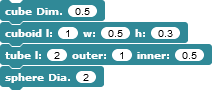 cube Dim. 0.5
cuboid l: 1 w: 0.5 h: 0.3
tube l: 2 outer: 1 inner: 0.5
sphere Dia. 2